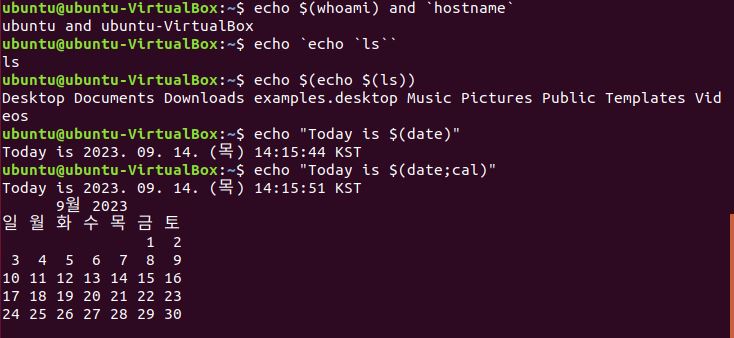 ubuntu@ubuntu-VirtualBox:~$ echo $(whoami) and `hostname`
ubuntu and ubuntu-VirtualBox
ubuntu@ubuntu-VirtualBox:~$ echo `echo `ls``
ls
ubuntu@ubuntu-VirtualBox:~$ echo $(echo $(ls))
Desktop Documents Downloads examples.desktop Music Pictures Public Templates Vid
eos
ubuntu@ubuntu-VirtualBox:~$ echo "Today is $(date)"
Today is 2023. 09. 14. (목) 14:15:44 KST
ubuntu@ubuntu-VirtualBox:~$ echo "Today is $(date;cal)"
Today is 2023. 09. 14. (목) 14:15:51 KST
      9월 2023
일 월 화 수 목 금 토
                1  2
 3  4  5  6  7  8  9
10 11 12 13 14 15 16
17 18 19 20 21 22 23
24 25 26 27 28 29 30